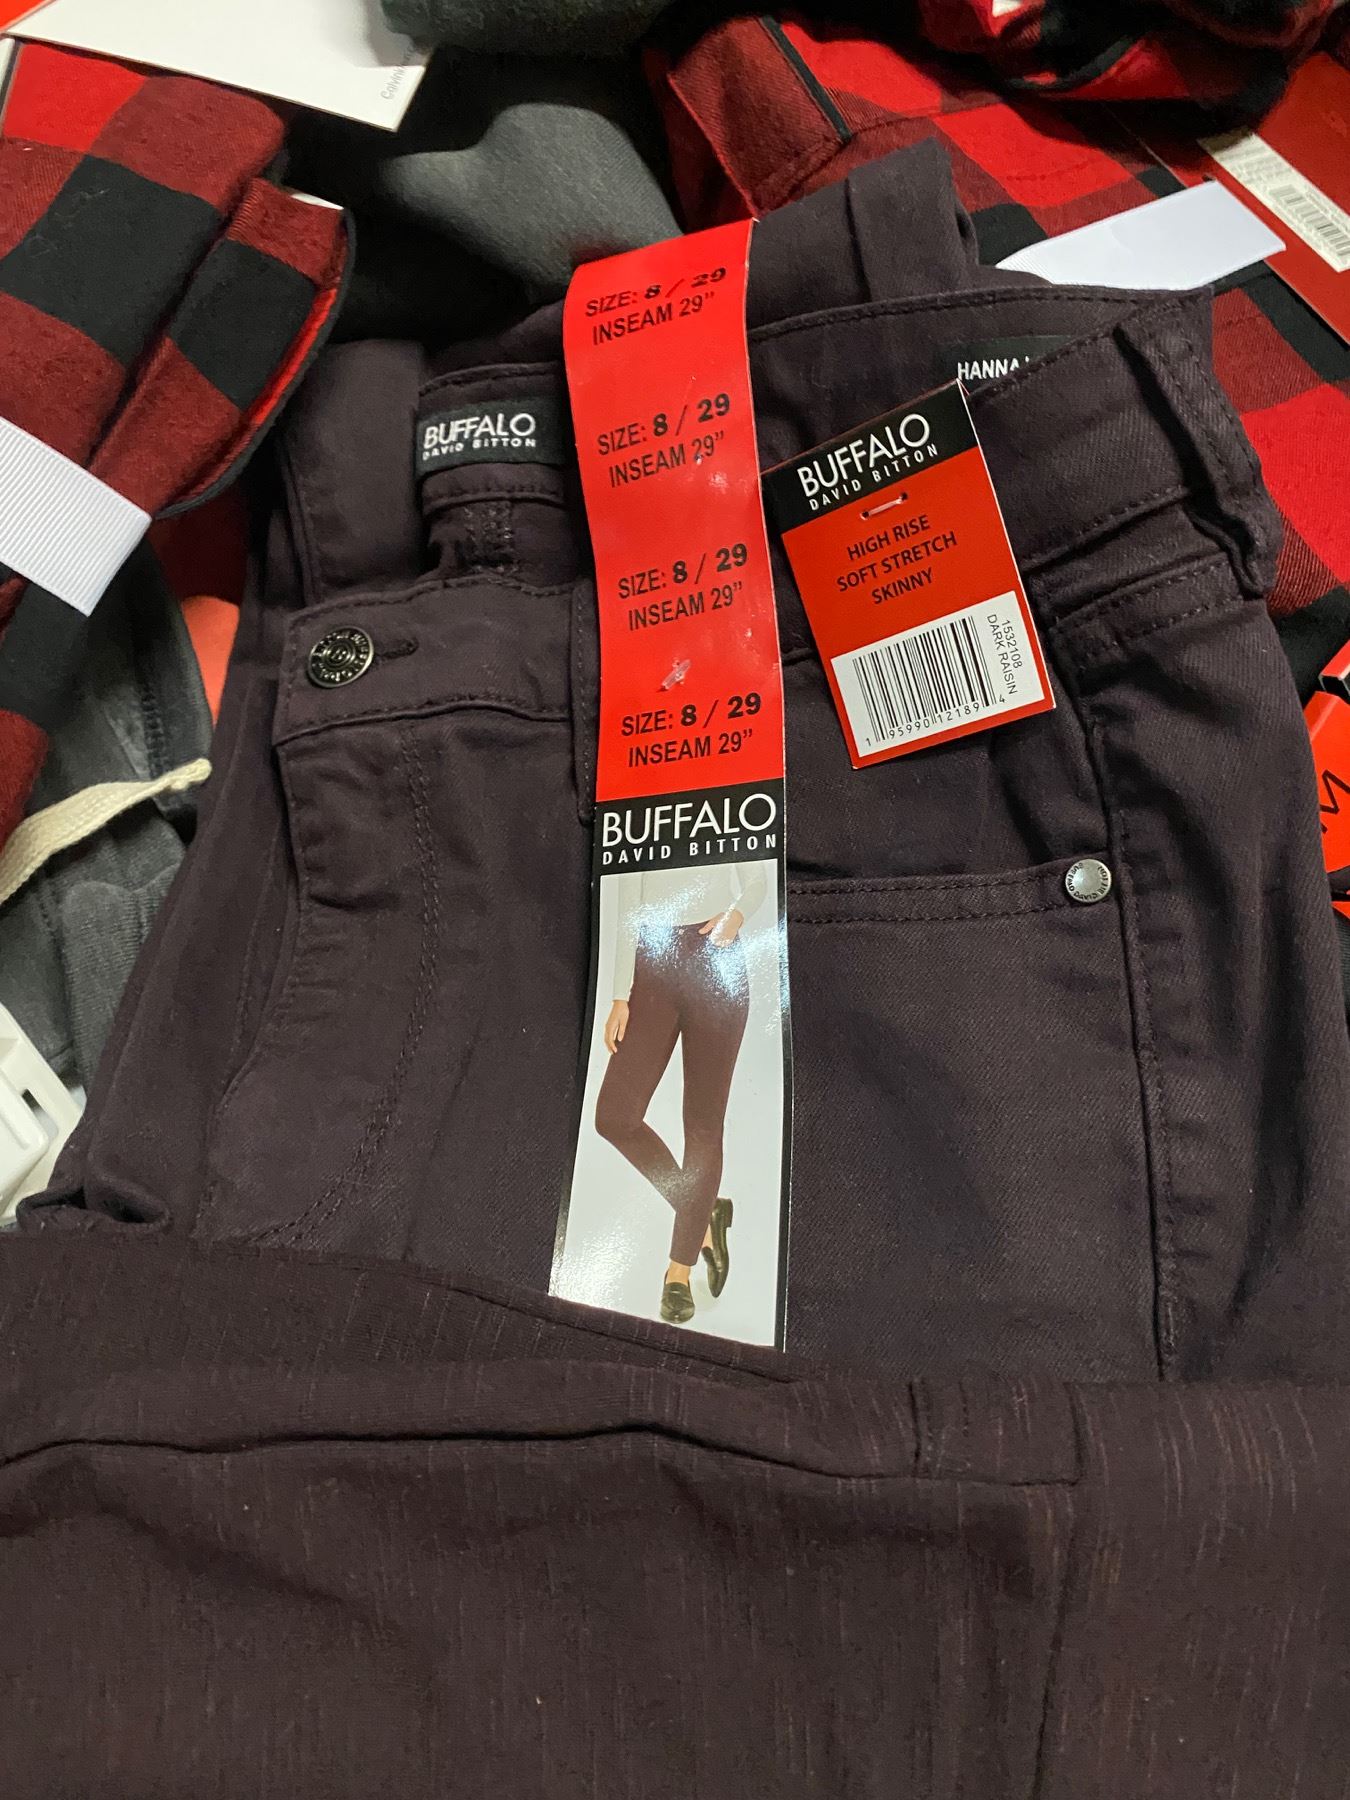 SIZE: 8 / 29
INSEAM 29"
SIZE: 8 / 29
INSEAM 29"
SIZE: 8 / 29
INSEAM 29"
SIZE: 8 / 29
INSEAM 29"
BUFFALO
DAVID BITTON
BUFFALO
DAVID BITTON
BUFFALO
DAVID BITTON
HIGH RISE
SOFT STRETCH
SKINNY
1532108
DARK RAISIN
1 95990 12189 4
M